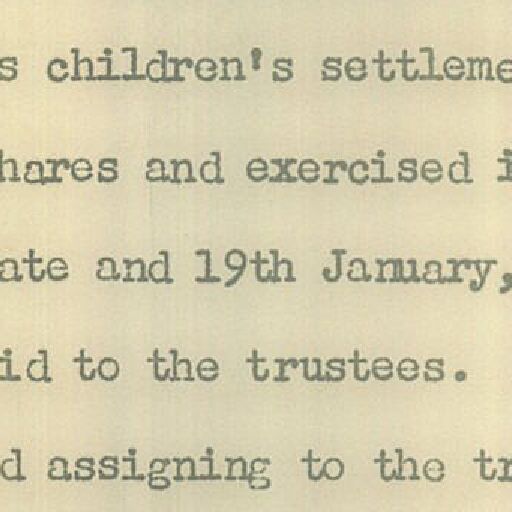 s children's settleme
hares and exercised i
ate and 19th January,
id to the trustees.
d assigning to the tr